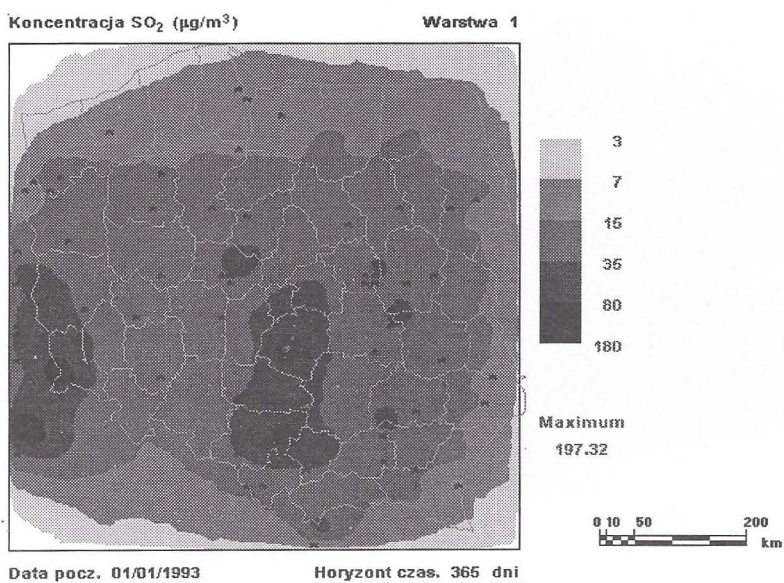 Koncentracja SO₂ (µg/m³) Warstwa 1
3
7
15
35
80
180
Maximum
197.32
0 10 50 200
km
Data pocz. 01/01/1993 Horyzont czas. 365 dni